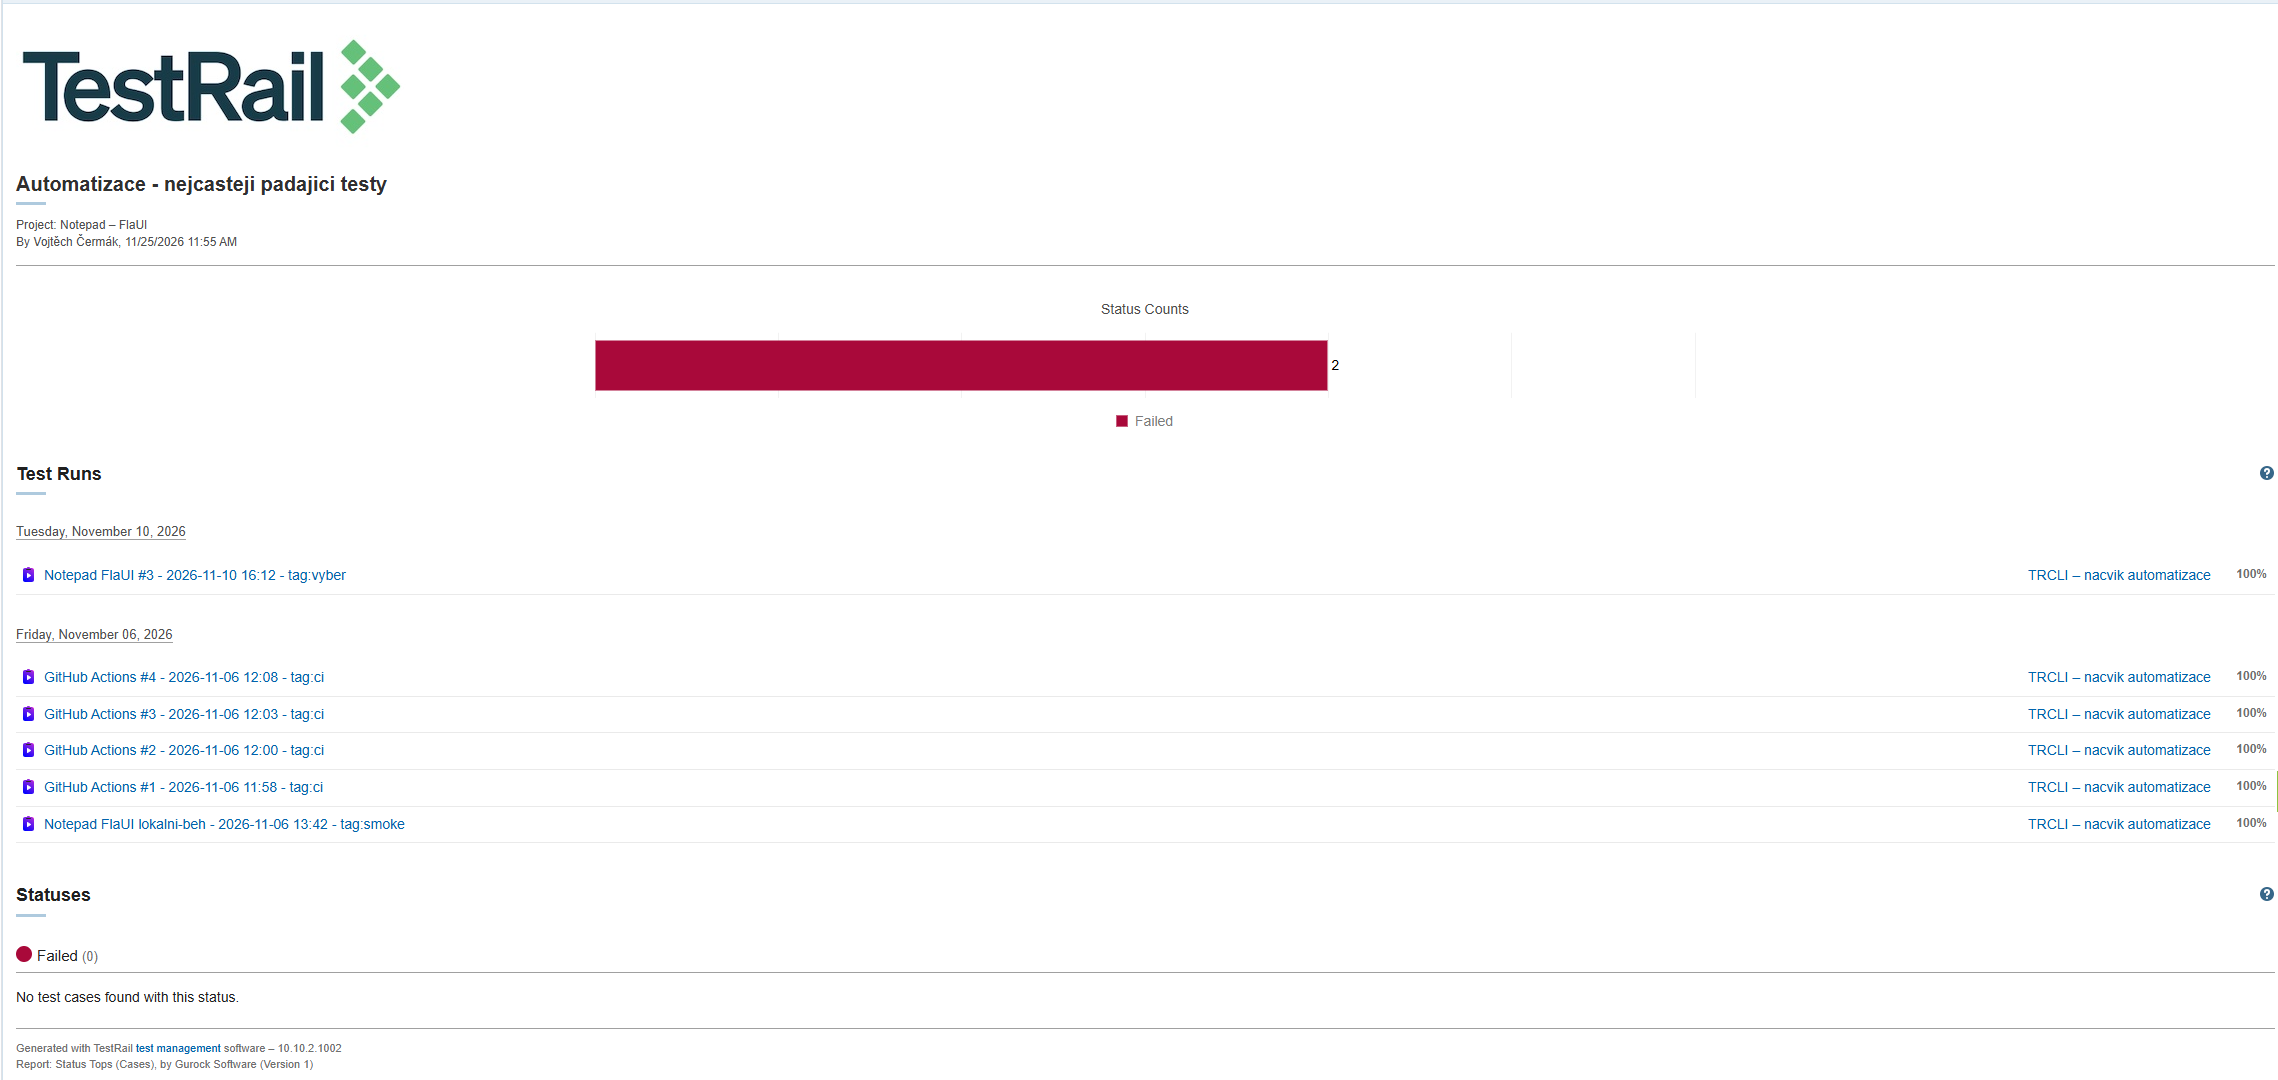 TestRail
Automatizace - nejcasteji padajici testy
Project: Notepad – FlaUI
By Vojtěch Čermák, 11/25/2026 11:55 AM
Status Counts
2
Failed
Test Runs
?
Tuesday, November 10, 2026
Notepad FlaUI #3 - 2026-11-10 16:12 - tag:vyber TRCLI – nacvik automatizace 100%
Friday, November 06, 2026
GitHub Actions #4 - 2026-11-06 12:08 - tag:ci TRCLI – nacvik automatizace 100%
GitHub Actions #3 - 2026-11-06 12:03 - tag:ci TRCLI – nacvik automatizace 100%
GitHub Actions #2 - 2026-11-06 12:00 - tag:ci TRCLI – nacvik automatizace 100%
GitHub Actions #1 - 2026-11-06 11:58 - tag:ci TRCLI – nacvik automatizace 100%
Notepad FlaUI lokalni-beh - 2026-11-06 13:42 - tag:smoke TRCLI – nacvik automatizace 100%
Statuses
?
Failed (0)
No test cases found with this status.
Generated with TestRail test management software – 10.10.2.1002
Report: Status Tops (Cases), by Gurock Software (Version 1)